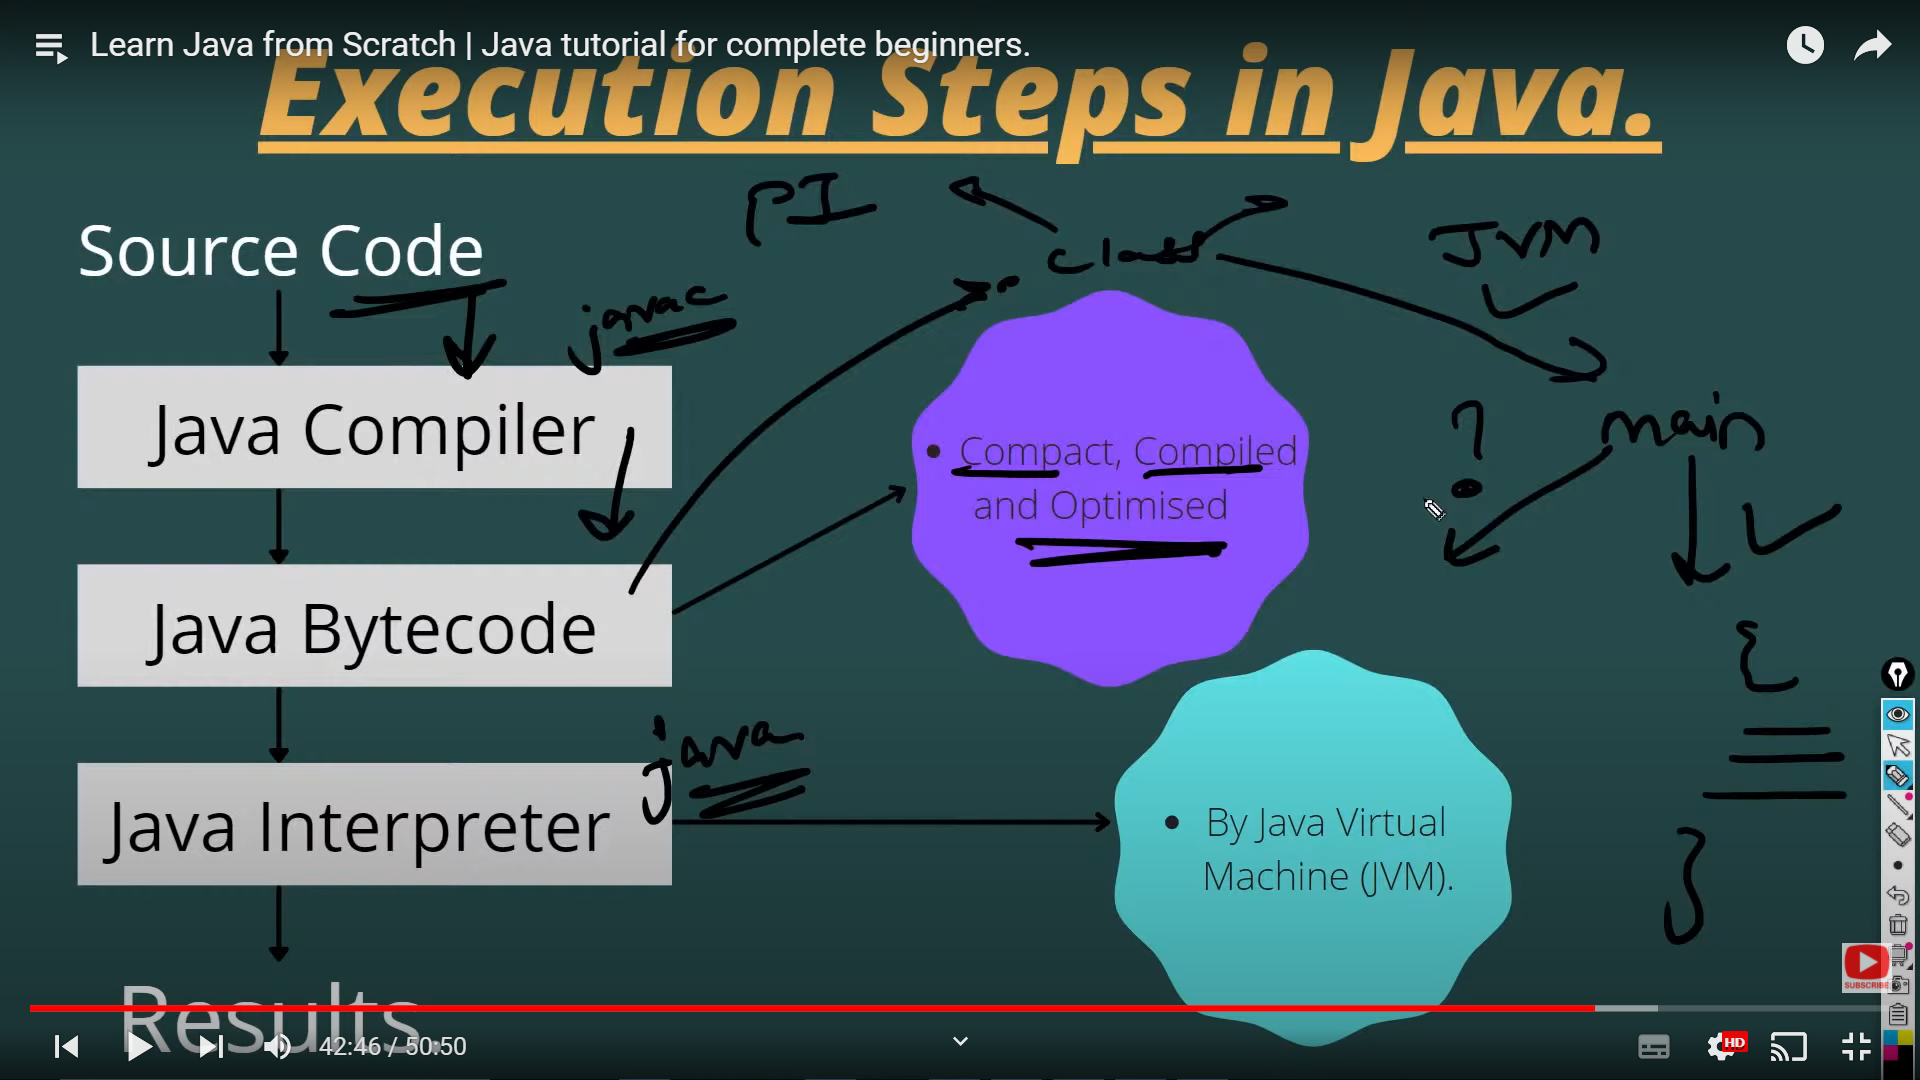 Learn Java from Scratch | Java tutorial for complete beginners.
Execution Steps in Java.
PI
.class
JVM
Source Code
javac
Java Compiler
main
?
• Compact, Compiled
and Optimised
Java Bytecode
{
java
Java Interpreter
• By Java Virtual
Machine (JVM).
}
SUBSCRIBE
Results
42:46 / 50:50
HD